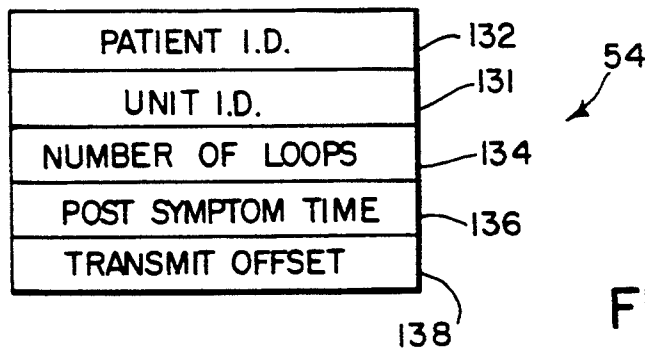 PATIENT I.D. 132
54
UNIT I.D. 131
NUMBER OF LOOPS 134
POST SYMPTOM TIME 136
TRANSMIT OFFSET
138
F